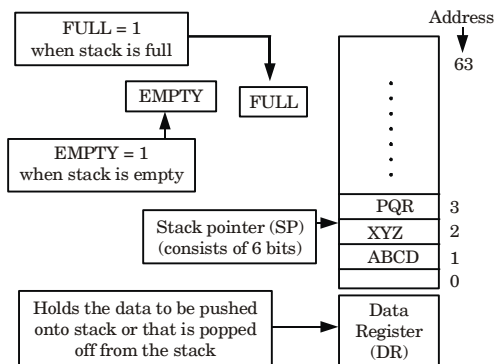 FULL = 1
when stack is full
Address
63
EMPTY
FULL
EMPTY = 1
when stack is empty
PQR 3
Stack pointer (SP)
(consists of 6 bits)
XYZ 2
ABCD 1
0
Holds the data to be pushed
onto stack or that is popped
off from the stack
Data
Register
(DR)